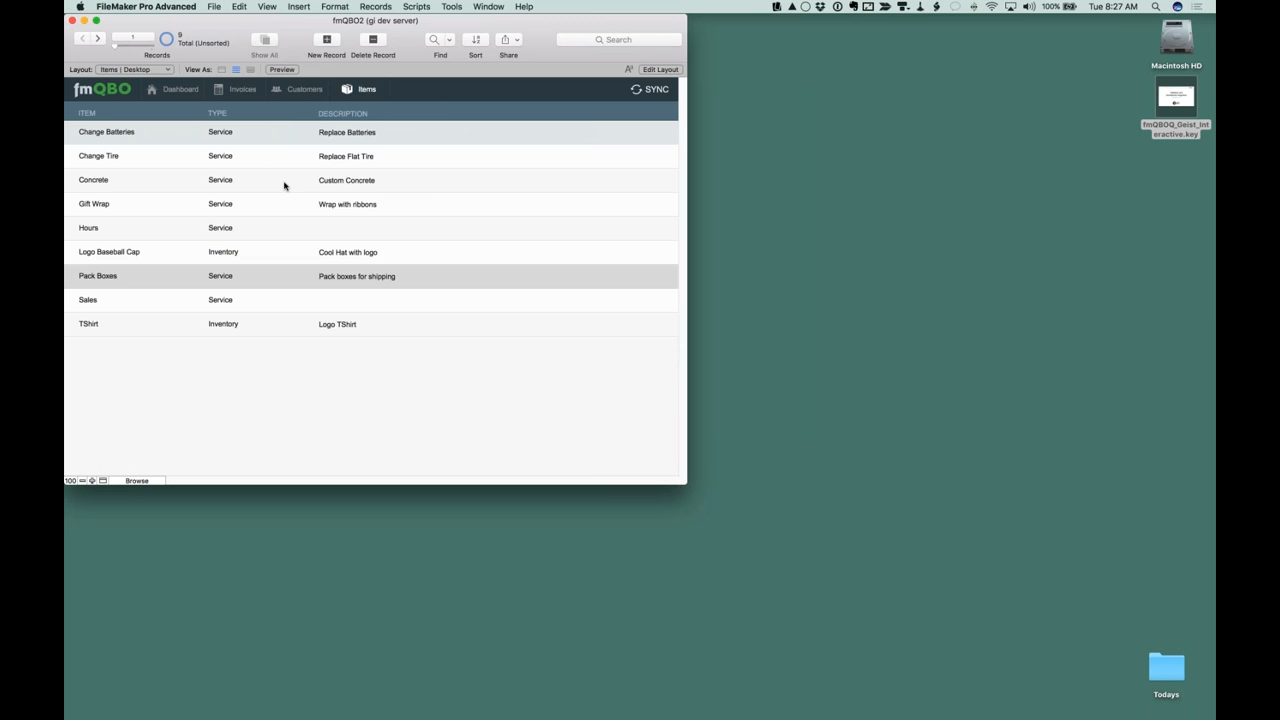 FileMaker Pro Advanced File Edit View Insert Format Records Scripts Tools Window Help 100% Tue 8:27 AM
fmQBO2 (gi dev server)
1 9 Total (Unsorted) Search
Records Show All New Record Delete Record Find Sort Share
Layout: Items | Desktop View As: Preview Edit Layout
fmQBO Dashboard Invoices Customers Items SYNC
ITEM TYPE DESCRIPTION
Change Batteries Service Replace Batteries
Change Tire Service Replace Flat Tire
Concrete Service Custom Concrete
Gift Wrap Service Wrap with ribbons
Hours Service
Logo Baseball Cap Inventory Cool Hat with logo
Pack Boxes Service Pack boxes for shipping
Sales Service
TShirt Inventory Logo TShirt
100 Browse
Macintosh HD
fmQBOQ_Geist_Int
eractive.key
Todays